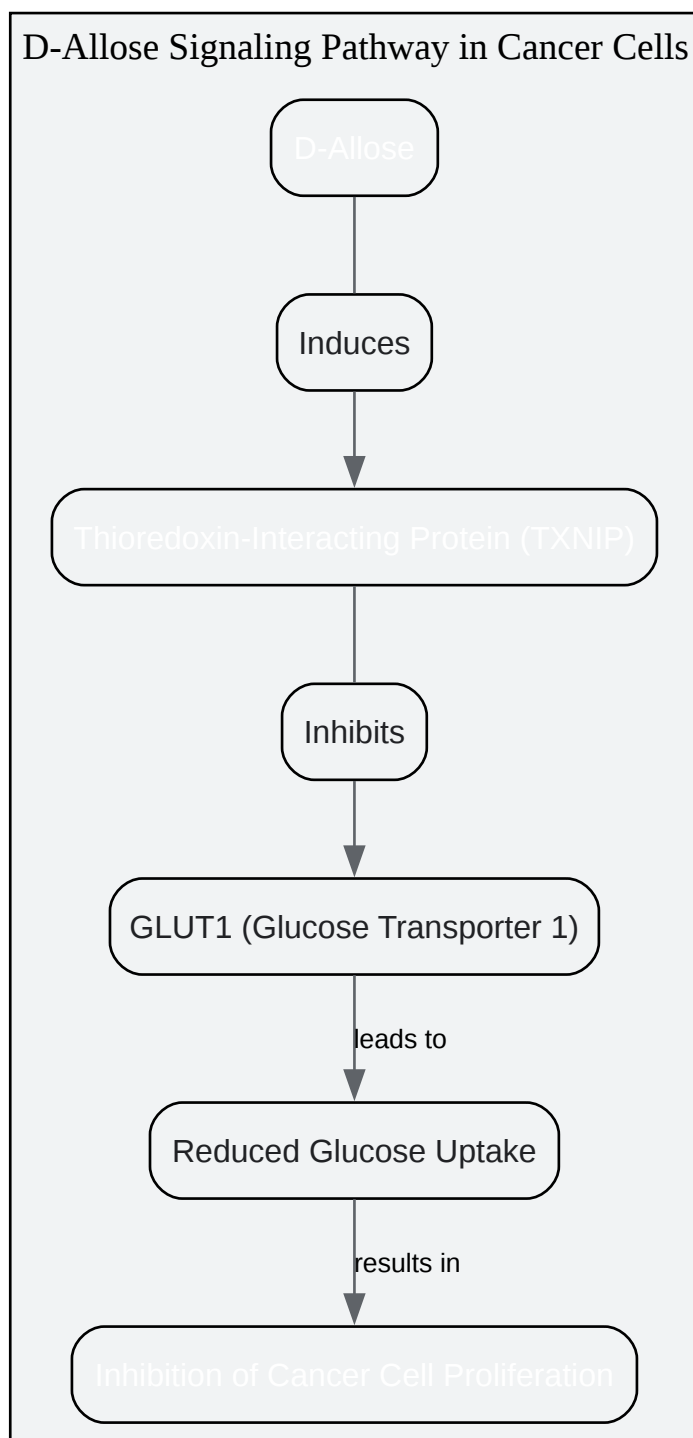 D-Allose Signaling Pathway in Cancer Cells
D-Allose
Induces
Thioredoxin-Interacting Protein (TXNIP)
Inhibits
GLUT1 (Glucose Transporter 1)
leads to
Reduced Glucose Uptake
results in
Inhibition of Cancer Cell Proliferation